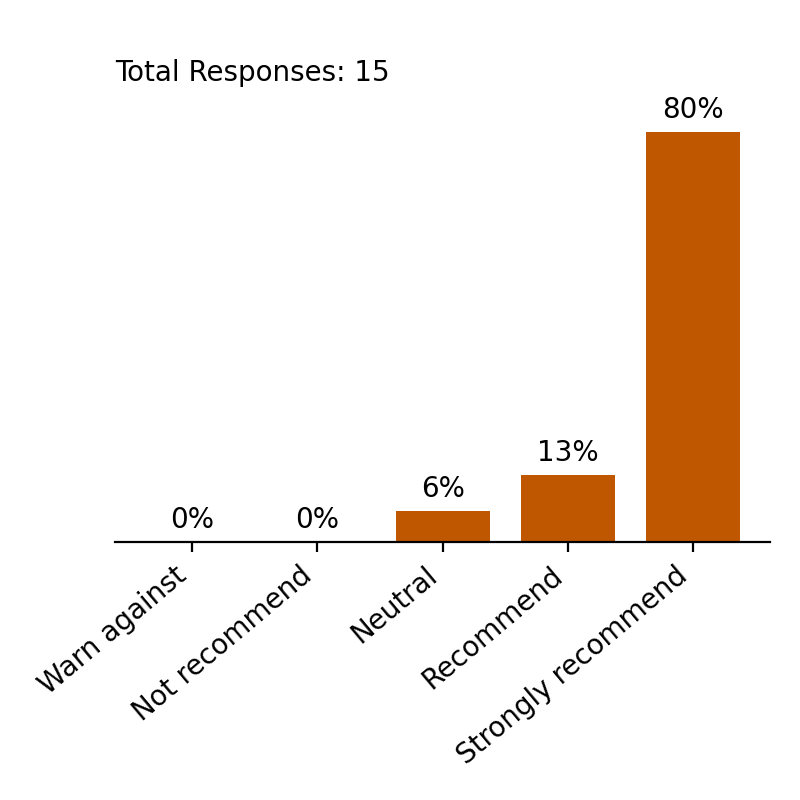 Total Responses: 15
80%
13%
6%
0%
0%
Warn against
Not recommend
Neutral
Recommend
Strongly recommend